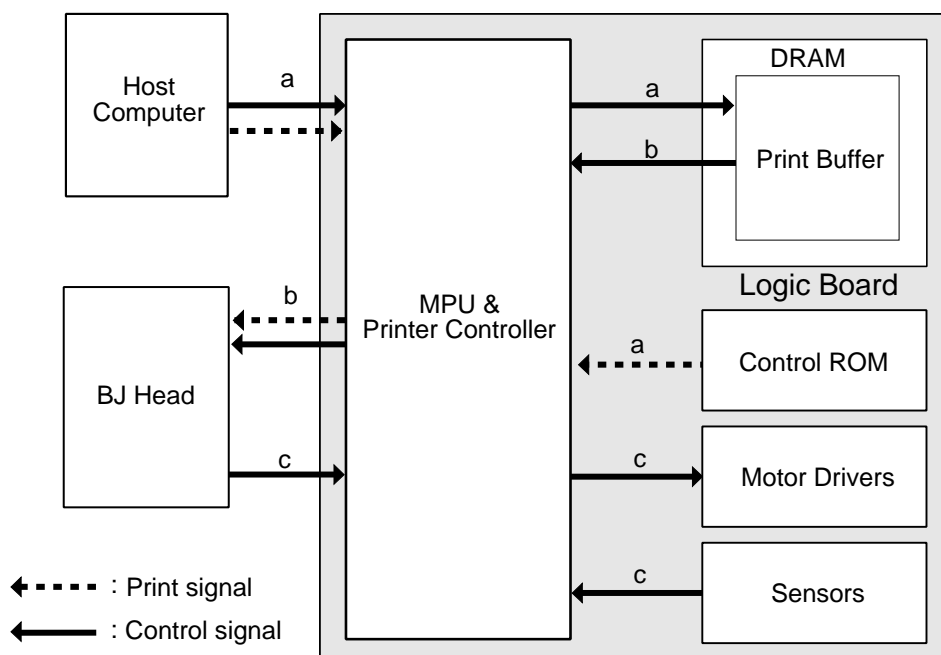 Host
Computer
a
b
BJ Head
c
MPU &
Printer Controller
a
b
DRAM
Print Buffer
Logic Board
a
Control ROM
c
Motor Drivers
c
Sensors
: Print signal
: Control signal